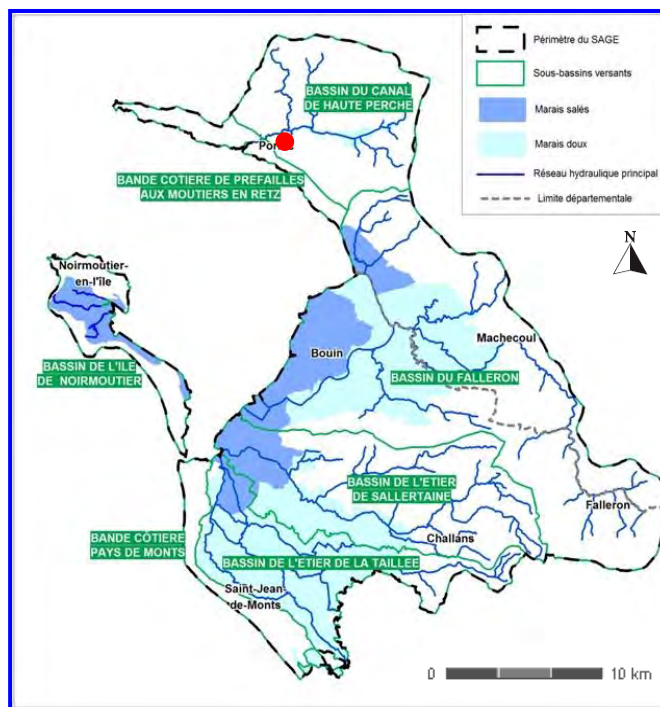 Périmètre du SAGE
Sous-bassins versants
Marais salés
Marais doux
Réseau hydraulique principal
Limite départementale
N
BASSIN DU CANAL
DE HAUTE PERCHE
BANDE COTIERE DE PREFAILLES
AUX MOUTIERS EN RETZ
Noirmoutier-
en-l'île
BASSIN DE L'ILE
DE NOIRMOUTIER
Bouin
Machecoul
BASSIN DU FALLERON
BASSIN DE L'ETIER
DE SALLERTAINE
Falleron
Challans
BANDE CÔTIERE
PAYS DE MONTS
BASSIN DE L'ETIER DE LA TAILLEE
Saint-Jean-
de-Monts
0 10 km